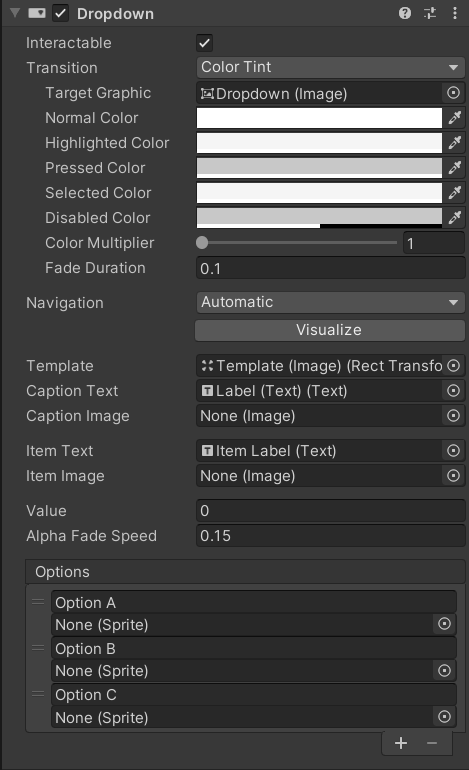 Dropdown
Interactable
Transition Color Tint
Target Graphic Dropdown (Image)
Normal Color
Highlighted Color
Pressed Color
Selected Color
Disabled Color
Color Multiplier 1
Fade Duration 0.1
Navigation Automatic
Visualize
Template Template (Image) (Rect Transfo
Caption Text Label (Text) (Text)
Caption Image None (Image)
Item Text Item Label (Text)
Item Image None (Image)
Value 0
Alpha Fade Speed 0.15
Options
Option A
None (Sprite)
Option B
None (Sprite)
Option C
None (Sprite)